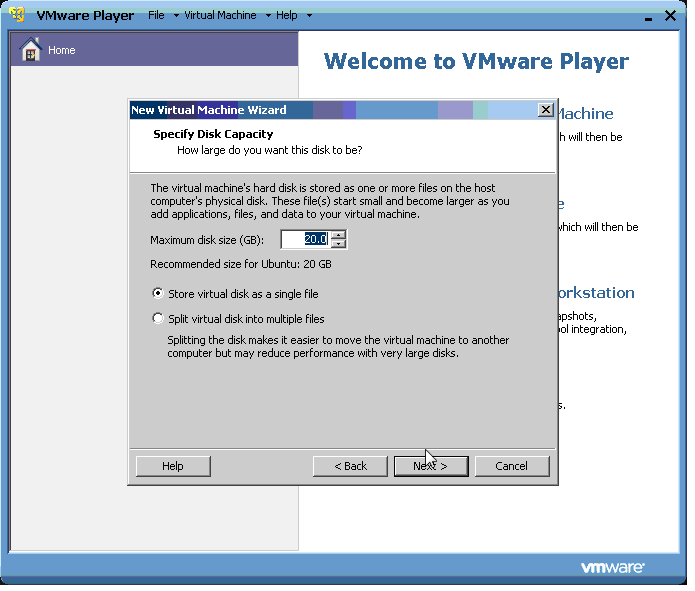 VMware Player File Virtual Machine Help
Home
Welcome to VMware Player
New Virtual Machine Wizard
Specify Disk Capacity
How large do you want this disk to be?
Machine
h will then be
The virtual machine's hard disk is stored as one or more files on the host
computer's physical disk. These file(s) start small and become larger as you
add applications, files, and data to your virtual machine.
e
which will then be
Maximum disk size (GB): 20.0
Recommended size for Ubuntu: 20 GB
Store virtual disk as a single file
orkstation
Split virtual disk into multiple files
apshots,
ol integration,
Splitting the disk makes it easier to move the virtual machine to another
computer but may reduce performance with very large disks.
s.
Help < Back Next > Cancel
vmware